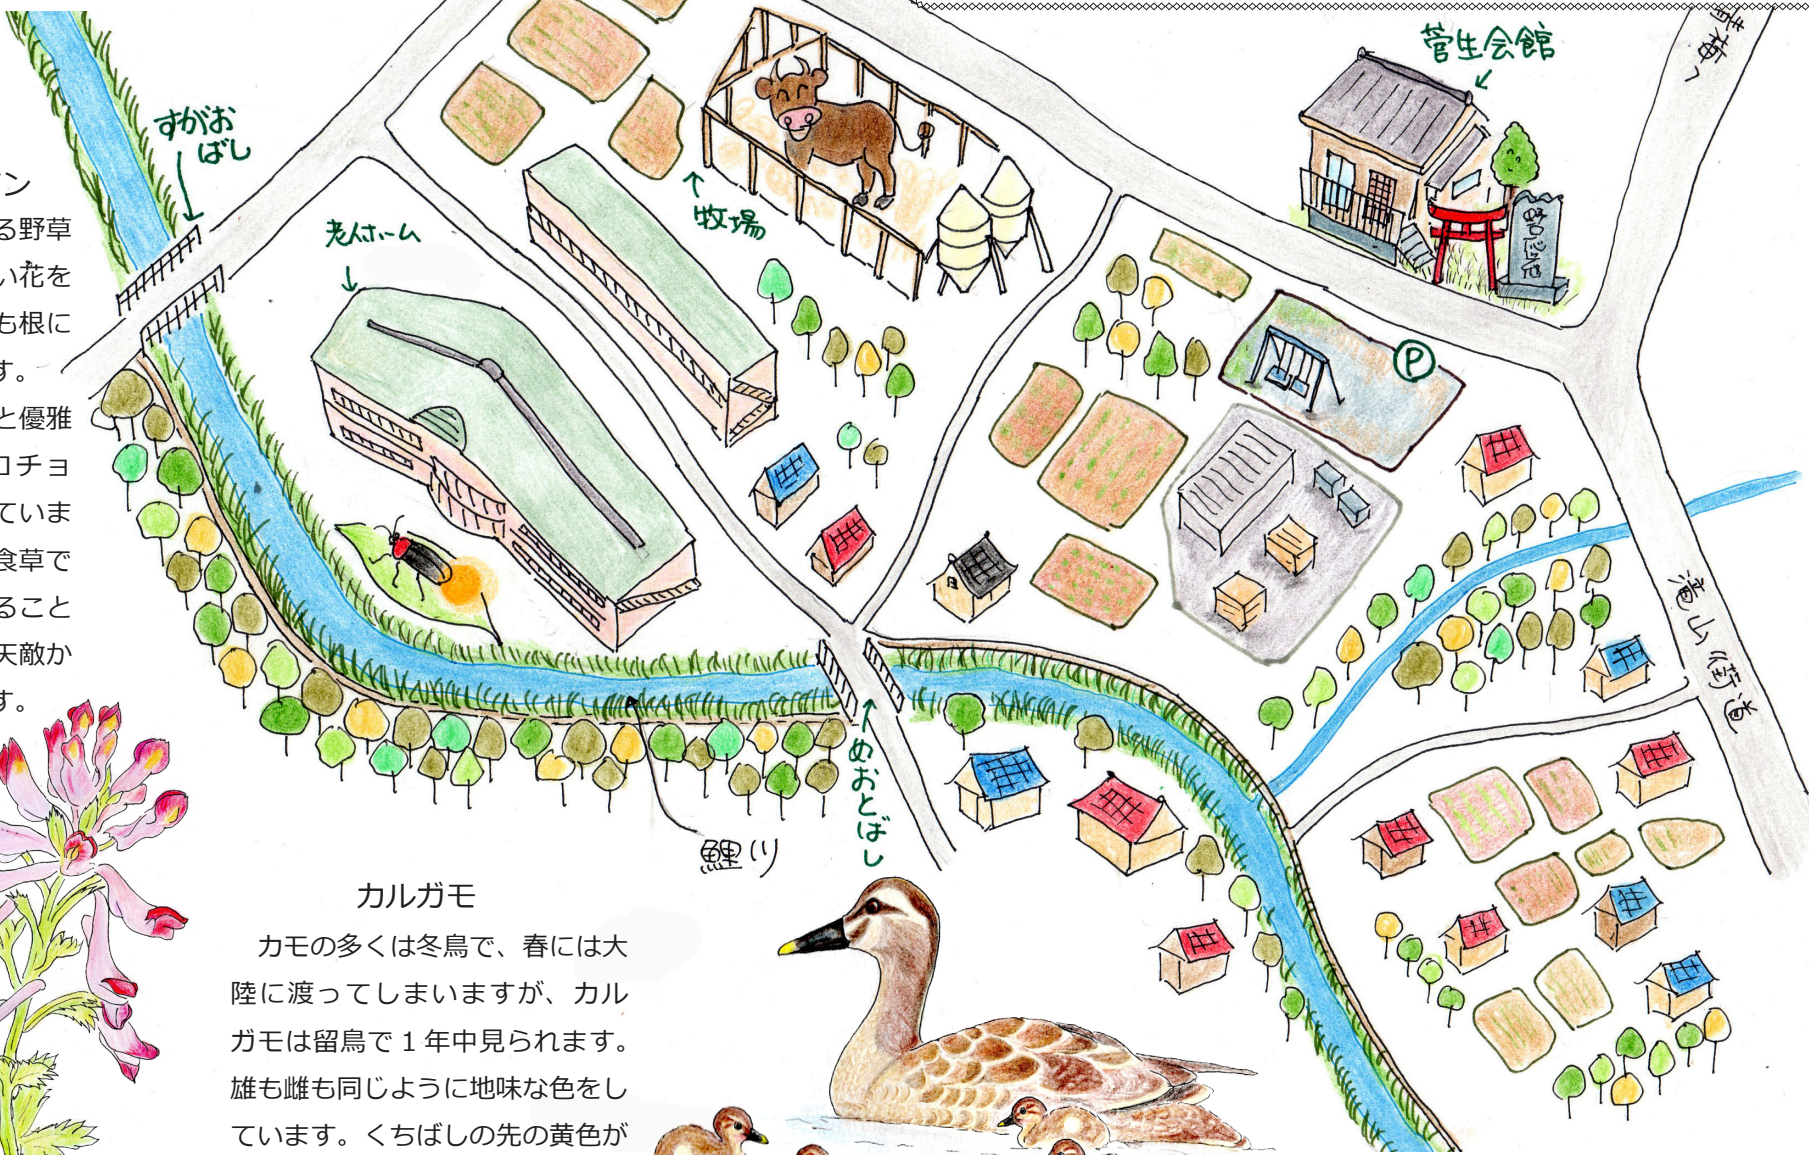 菅生会館
青梅へ
すがお
ばし
老人ホーム
牧場
P
滝山街道
めおとばし
鯉川
ン
る野草
い花を
も根に
す。
と優雅
コチョ
ていま
食草で
ること
天敵か
す。
カルガモ
カモの多くは冬鳥で、春には大
陸に渡ってしまいますが、カル
ガモは留鳥で 1 年中見られます。
雄も雌も同じように地味な色をし
ています。くちばしの先の黄色が